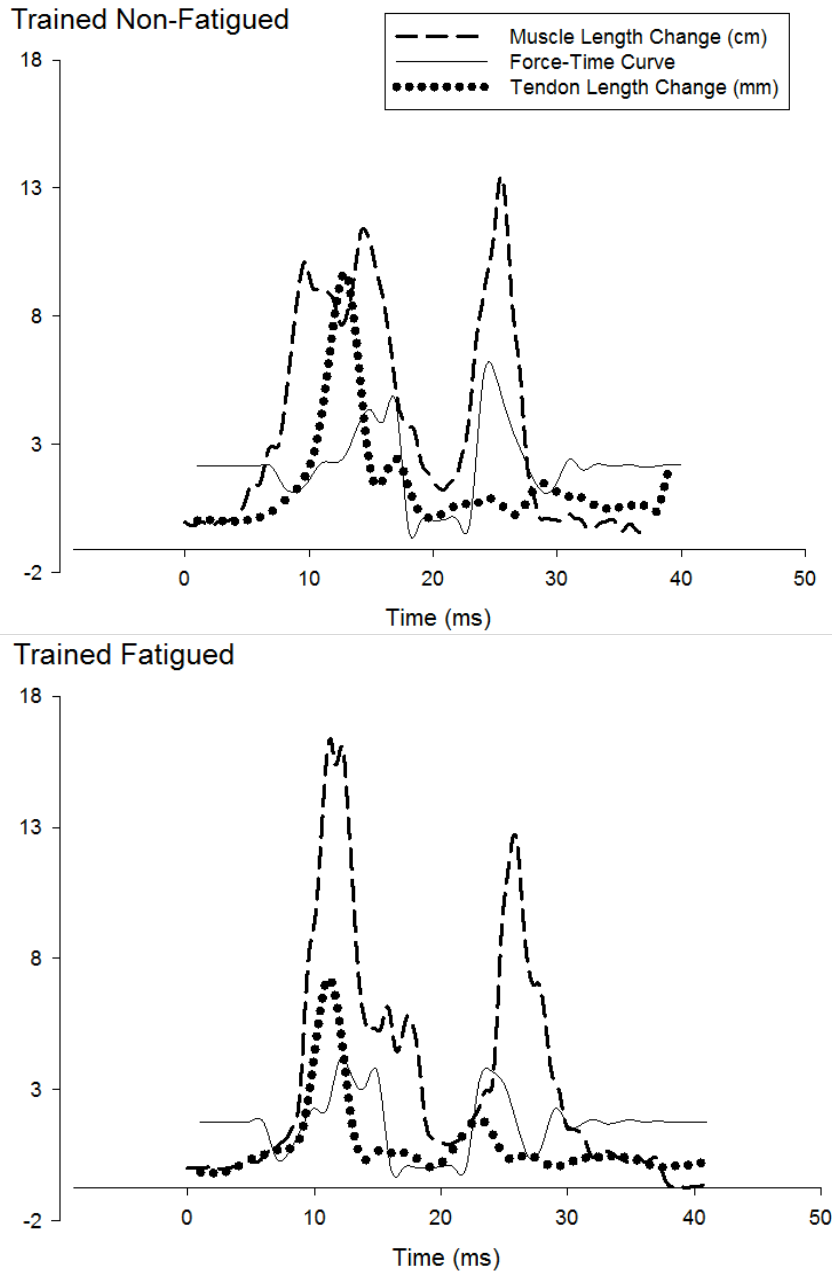 Trained Non-Fatigued
Muscle Length Change (cm)
Force-Time Curve
Tendon Length Change (mm)
18
13
8
3
-2
0 10 20 30 40 50
Time (ms)
Trained Fatigued
18
13
8
3
-2
0 10 20 30 40 50
Time (ms)